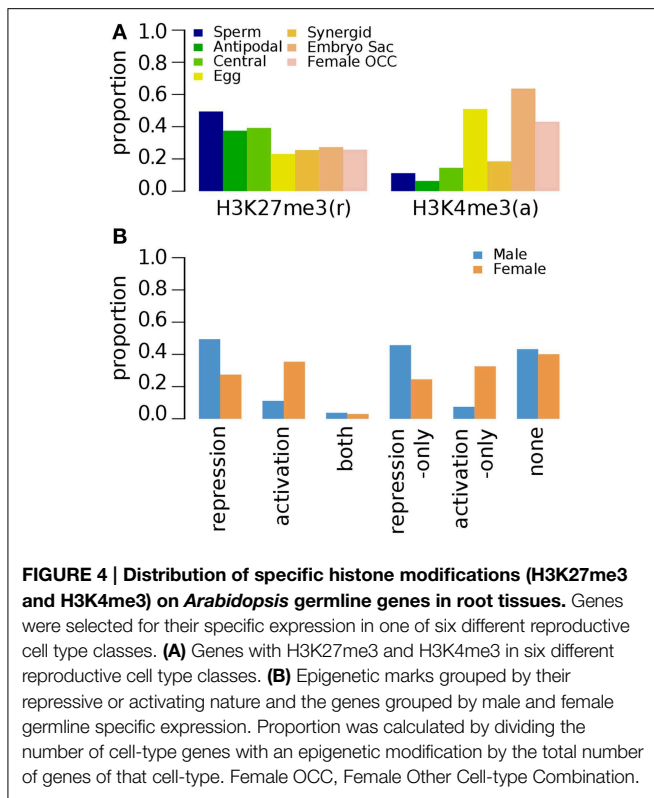 A
Sperm
Antipodal
Central
Egg
Synergid
Embryo Sac
Female OCC
proportion
1.0
0.8
0.6
0.4
0.2
0.0
H3K27me3(r)
H3K4me3(a)
B
Male
Female
proportion
1.0
0.8
0.6
0.4
0.2
0.0
repression
activation
both
repression
-only
activation
-only
none
FIGURE 4 | Distribution of specific histone modifications (H3K27me3
and H3K4me3) on Arabidopsis germline genes in root tissues. Genes
were selected for their specific expression in one of six different reproductive
cell type classes. (A) Genes with H3K27me3 and H3K4me3 in six different
reproductive cell type classes. (B) Epigenetic marks grouped by their
repressive or activating nature and the genes grouped by male and female
germline specific expression. Proportion was calculated by dividing the
number of cell-type genes with an epigenetic modification by the total number
of genes of that cell-type. Female OCC, Female Other Cell-type Combination.